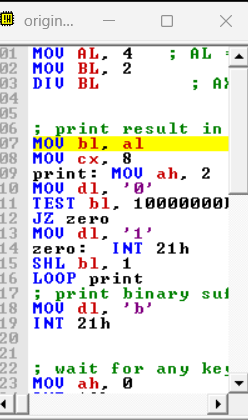 origin...
01 MOV AL, 4 ; AL =
02 MOV BL, 2
03 DIV BL ; AX
04
05
06 ; print result in
07 MOV bl, al
08 MOV cx, 8
09 print: MOV ah, 2
10 MOV dl, '0'
11 TEST bl, 10000000
12 JZ zero
13 MOV dl, '1'
14 zero: INT 21h
15 SHL bl, 1
16 LOOP print
17 ; print binary suf
18 MOV dl, 'b'
19 INT 21h
20
21
22 ; wait for any key
23 MOV ah, 0